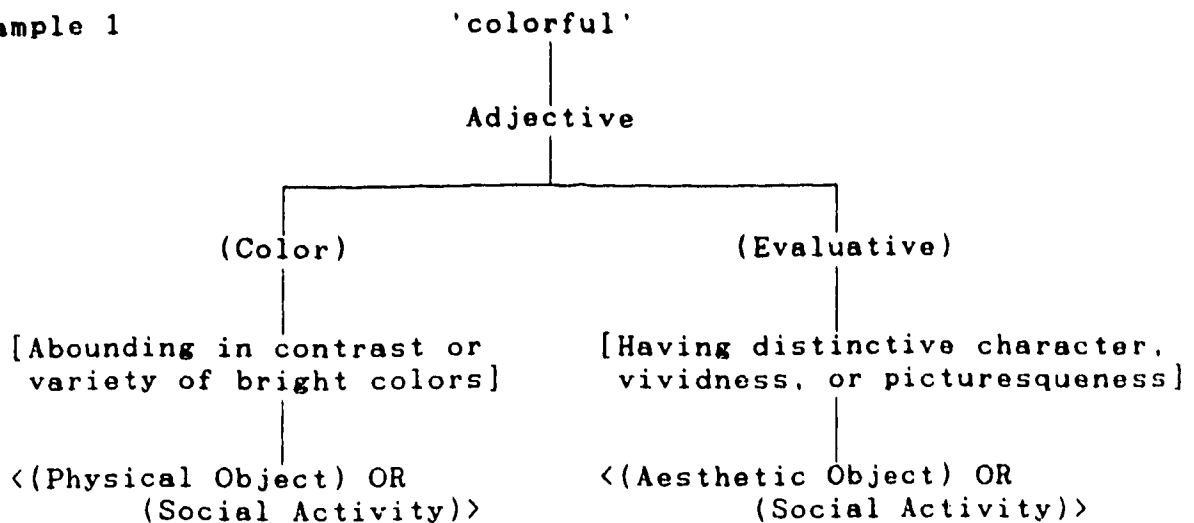 ample 1 'colorful'
Adjective
(Color) (Evaluative)
[Abounding in contrast or
variety of bright colors]
[Having distinctive character,
vividness, or picturesqueness]
<(Physical Object) OR
(Social Activity)>
<(Aesthetic Object) OR
(Social Activity)>